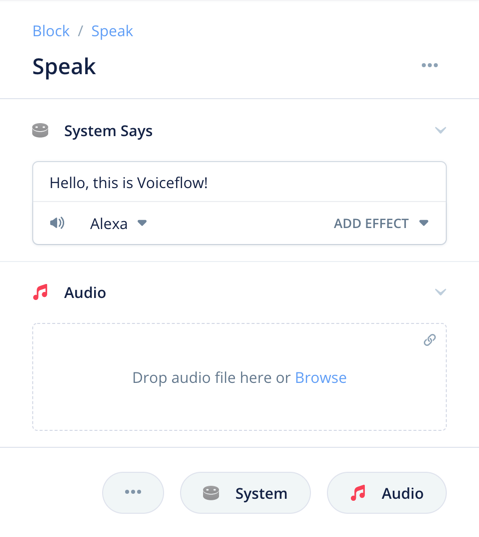 Block / Speak
Speak
System Says
Hello, this is Voiceflow!
Alexa ADD EFFECT
Audio
Drop audio file here or Browse
System Audio